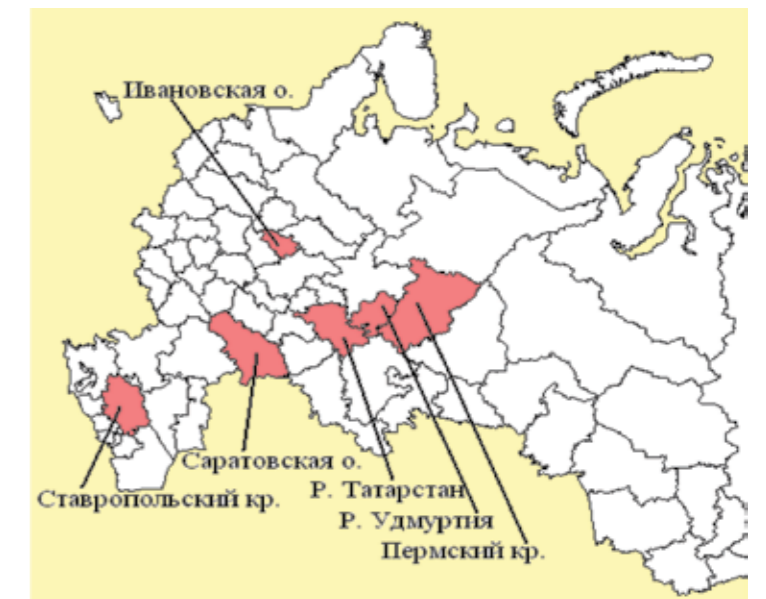 Ивановская о.
Саратовская о.
Ставропольский кр.
Р. Татарстан
Р. Удмуртия
Пермский кр.